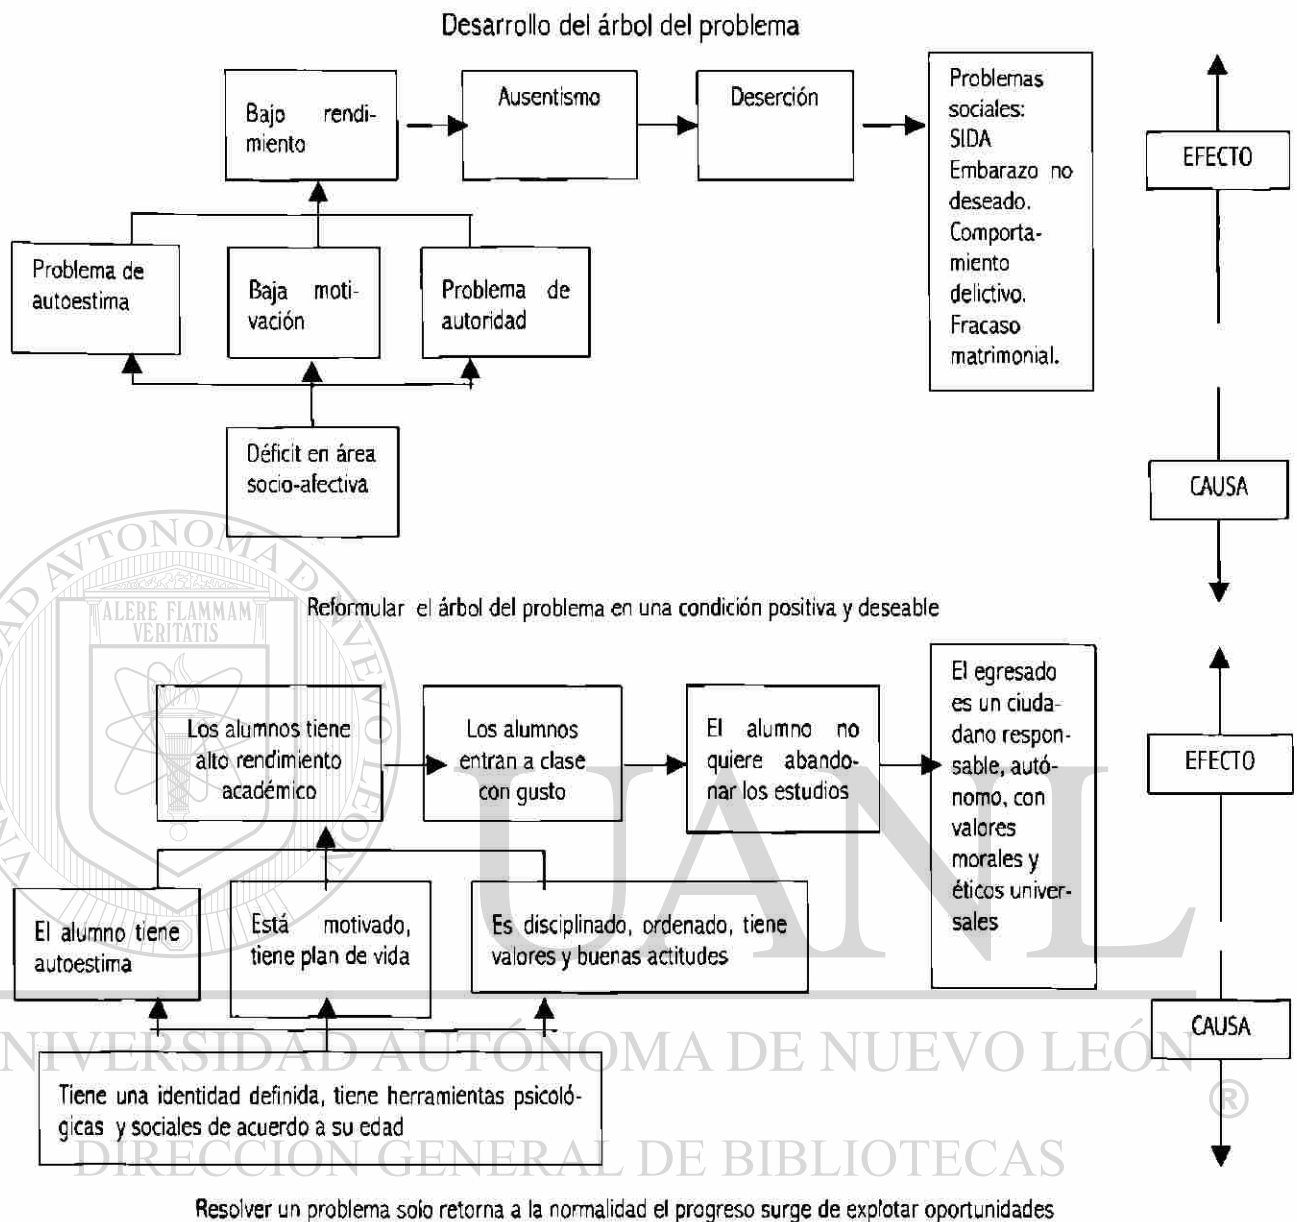 Desarrollo del árbol del problema
Bajo rendi-
miento
Ausentismo
Deserción
Problemas
sociales:
SIDA
Embarazo no
deseado.
Comporta-
miento
delictivo.
Fracaso
matrimonial.
EFECTO
Problema de
autoestima
Baja moti-
vación
Problema de
autoridad
Déficit en área
socio-afectiva
CAUSA
Reformular el árbol del problema en una condición positiva y deseable
Los alumnos tiene
alto rendimiento
académico
Los alumnos
entran a clase
con gusto
El alumno no
quiere abando-
nar los estudios
El egresado
es un ciuda-
dano respon-
sable, autó-
nomo, con
valores
morales y
éticos univer-
sales
EFECTO
El alumno tiene
autoestima
Está motivado,
tiene plan de vida
Es disciplinado, ordenado, tiene
valores y buenas actitudes
CAUSA
Tiene una identidad definida, tiene herramientas psicoló-
gicas y sociales de acuerdo a su edad
Resolver un problema solo retorna a la normalidad el progreso surge de explotar oportunidades
ALERE FLAMMAM
VERITATIS
UANL
UNIVERSIDAD AUTÓNOMA DE NUEVO LEÓN
®
DIRECCIÓN GENERAL DE BIBLIOTECAS